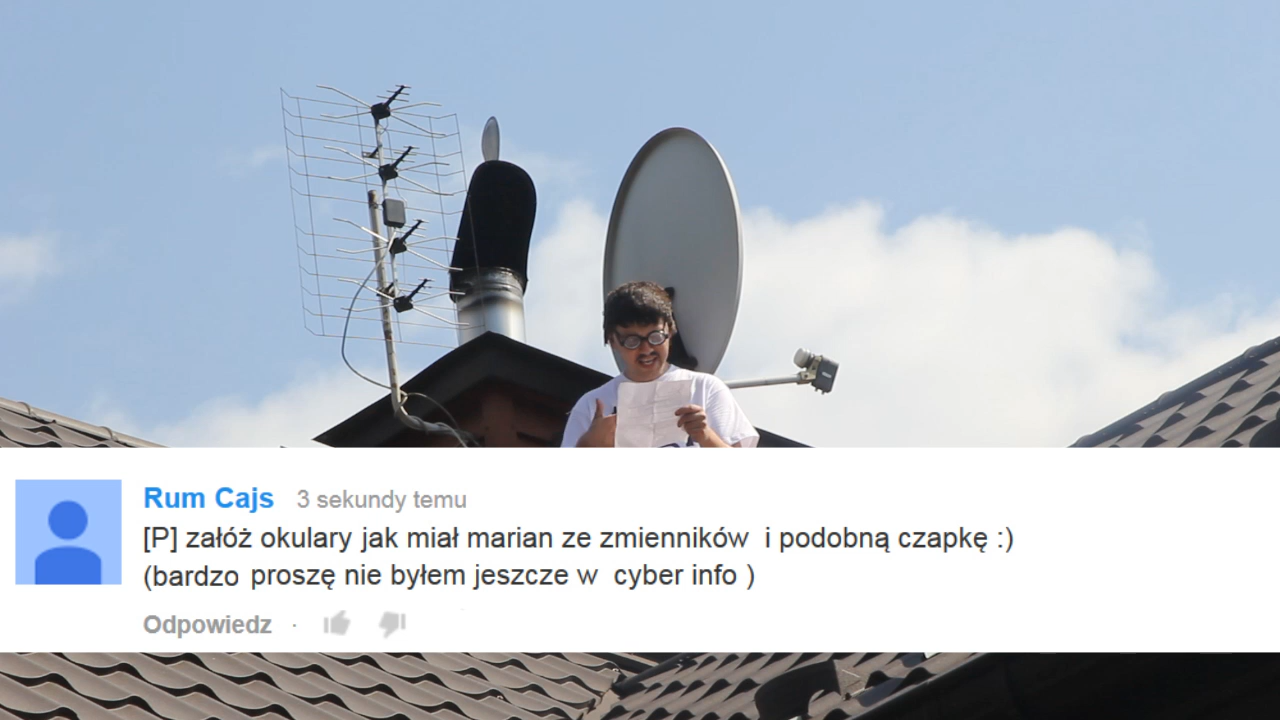 Rum Cajs 3 sekundy temu
[P] załóż okulary jak miał marian ze zmienników i podobną czapkę :)
(bardzo proszę nie byłem jeszcze w cyber info )
Odpowiedz ·